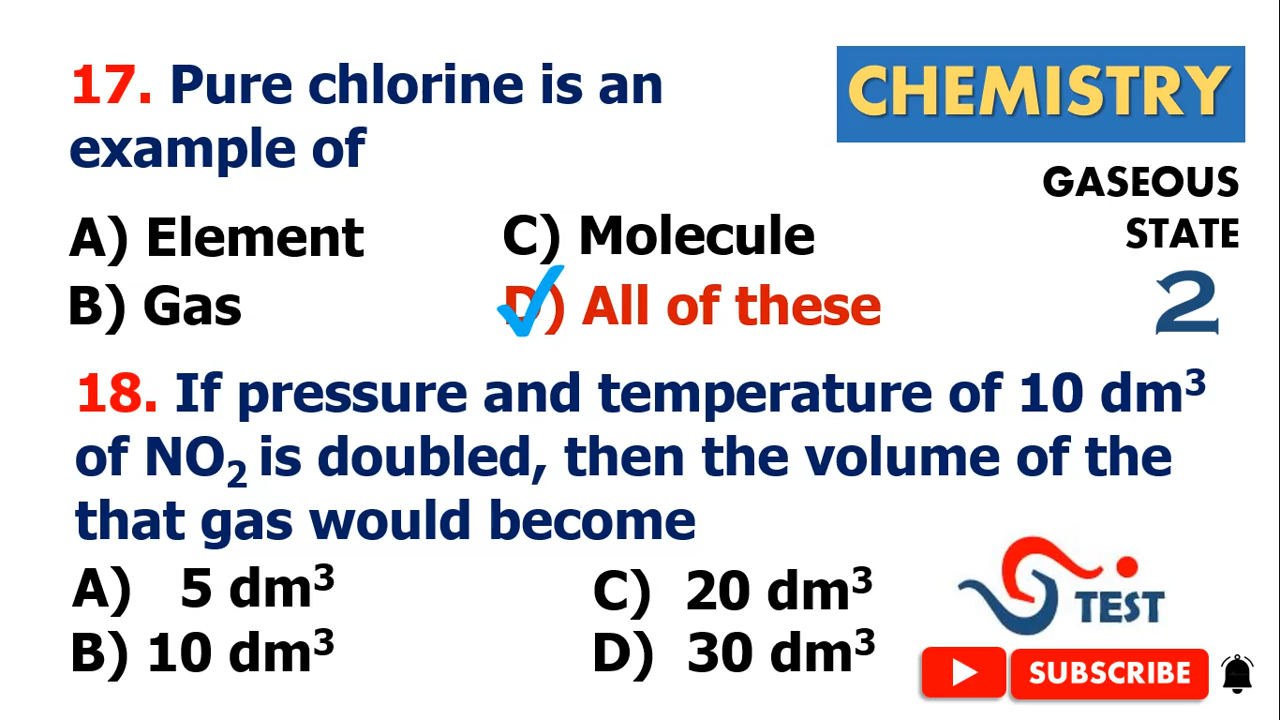 17. Pure chlorine is an
example of
A) Element
C) Molecule
B) Gas
D) All of these
18. If pressure and temperature of 10 dm³
of NO₂ is doubled, then the volume of the
that gas would become
A) 5 dm³
C) 20 dm³
B) 10 dm³
D) 30 dm³
CHEMISTRY
GASEOUS
STATE
2
TEST
SUBSCRIBE